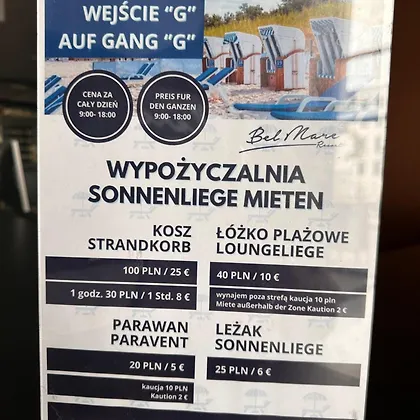 WEJŚCIE "G"
AUF GANG "G"
CENA ZA
CAŁY DZIEŃ
9:00- 18:00
PREIS FUR
DEN GANZEN
9:00- 18:00
Bel Mare
WYPOŻYCZALNIA
SONNENLIEGE MIETEN
KOSZ
STRANDKORB
100 PLN / 25 €
1 godz. 30 PLN / 1 Std. 8 €
ŁÓŻKO PLAŻOWE
LOUNGELIEGE
40 PLN / 10 €
wynajem poza strefą kaucja 10 pln
Miete außerhalb der Zone Kaution 2 €
PARAWAN
PARAVENT
20 PLN / 5 €
kaucja 10 PLN
Kaution 2 €
LEŻAK
SONNENLIEGE
25 PLN / 6 €